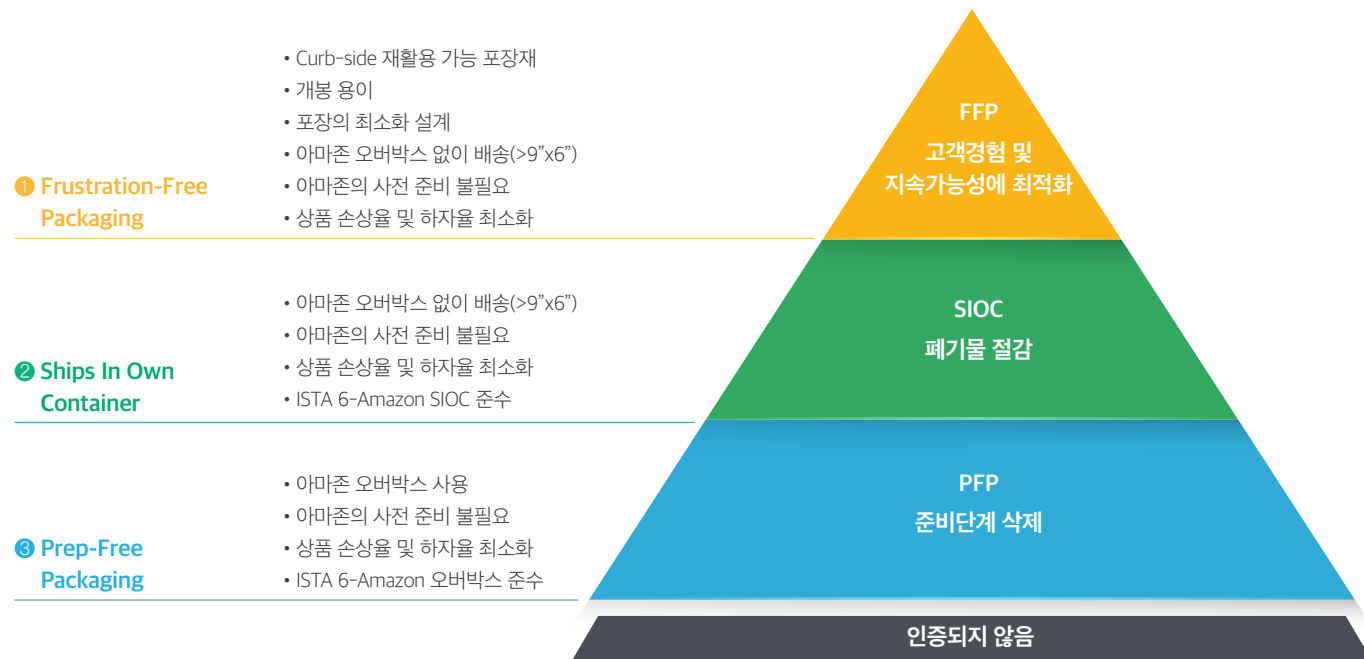 • Curb-side 재활용 가능 포장재
• 개봉 용이
• 포장의 최소화 설계
• 아마존 오버박스 없이 배송(>9”x6”)
• 아마존의 사전 준비 불필요
• 상품 손상율 및 하자율 최소화
❶ Frustration-Free
Packaging
FFP
고객경험 및
지속가능성에 최적화
• 아마존 오버박스 없이 배송(>9”x6”)
• 아마존의 사전 준비 불필요
• 상품 손상율 및 하자율 최소화
• ISTA 6-Amazon SIOC 준수
❷ Ships In Own
Container
SIOC
폐기물 절감
• 아마존 오버박스 사용
• 아마존의 사전 준비 불필요
• 상품 손상율 및 하자율 최소화
• ISTA 6-Amazon 오버박스 준수
❸ Prep-Free
Packaging
PFP
준비단계 삭제
인증되지 않음